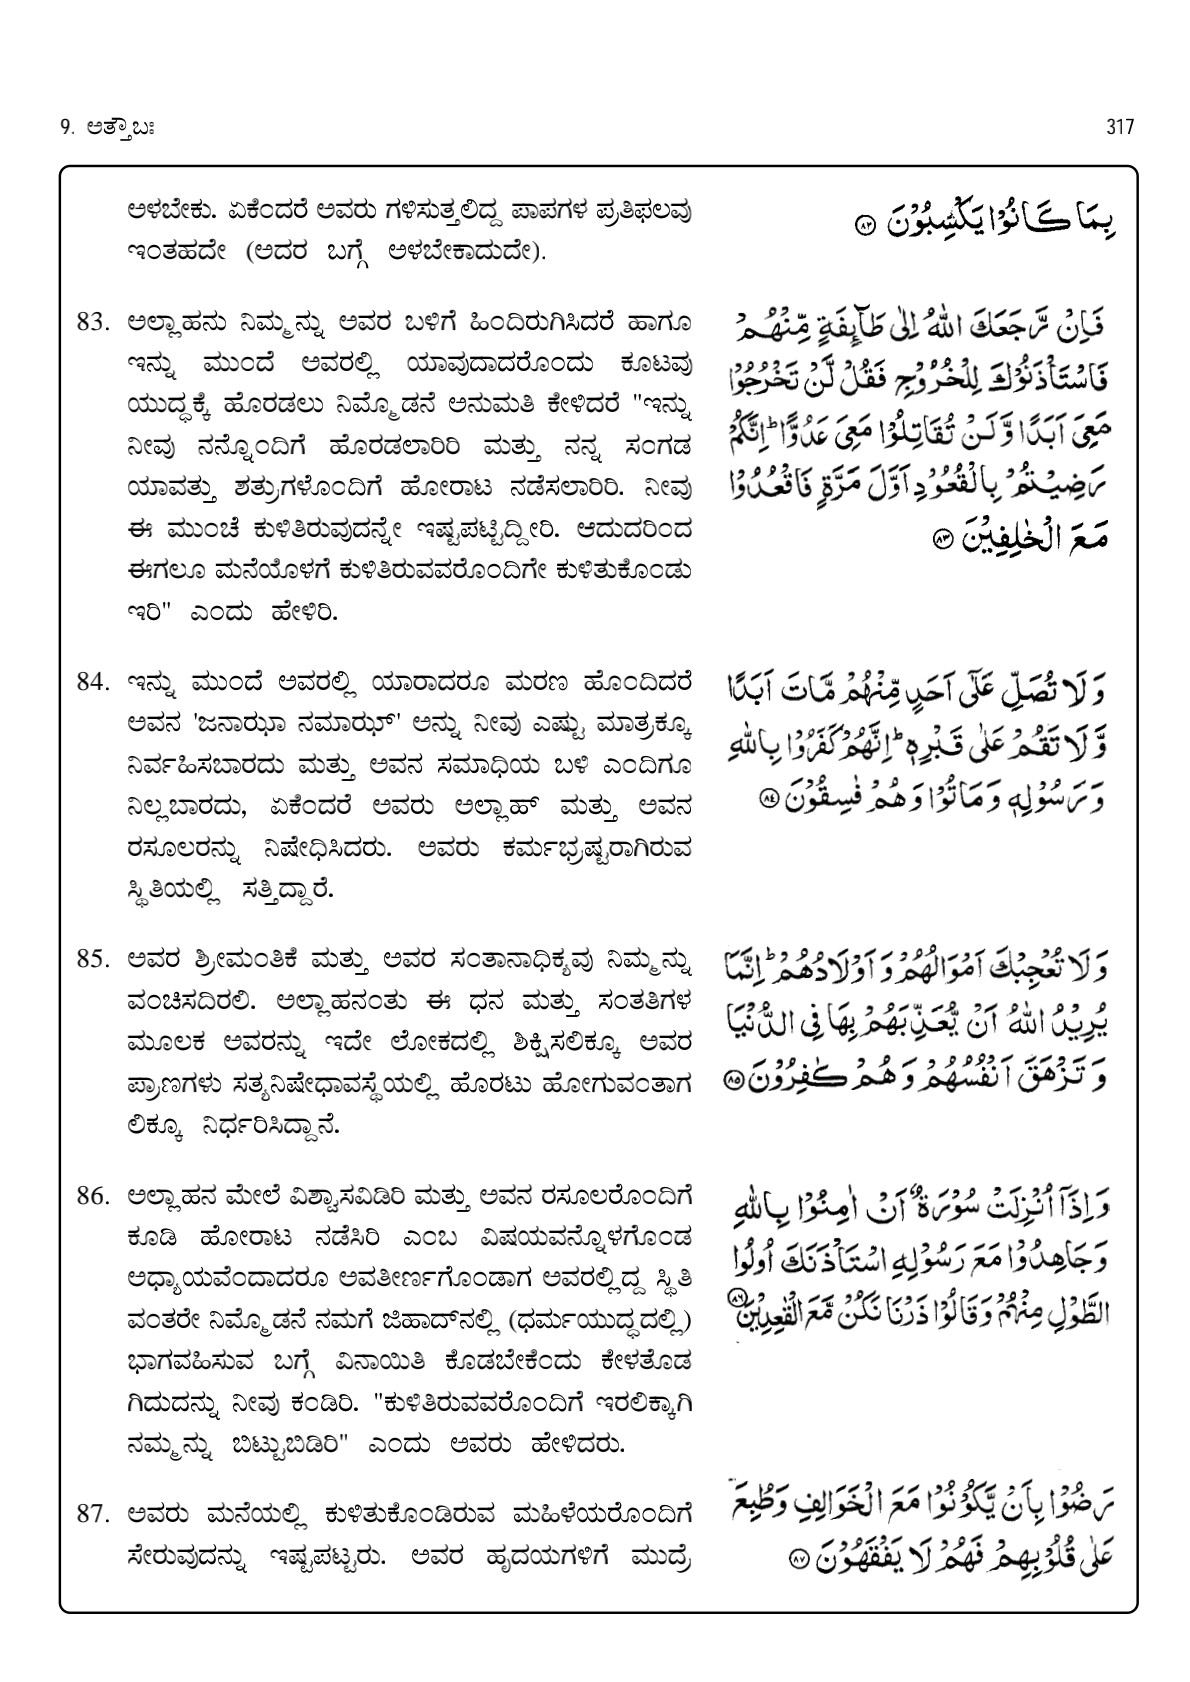 9. ಅತ್ತೌಬಃ
317
ಅಳಬೇಕು. ಏಕೆಂದರೆ ಅವರು ಗಳಿಸುತ್ತಲಿದ್ದ ಪಾಪಗಳ ಪ್ರತಿಫಲವು
ಇಂತಹದೇ (ಅದರ ಬಗ್ಗೆ ಅಳಬೇಕಾದುದೇ).
بِمَا كَانُوْا يَكْسِبُوْنَ ۝۸۲
83. ಅಲ್ಲಾಹನು ನಿಮ್ಮನ್ನು ಅವರ ಬಳಿಗೆ ಹಿಂದಿರುಗಿಸಿದರೆ ಹಾಗೂ
ಇನ್ನು ಮುಂದೆ ಅವರಲ್ಲಿ ಯಾವುದಾದರೊಂದು ಕೂಟವು
ಯುದ್ಧಕ್ಕೆ ಹೊರಡಲು ನಿಮ್ಮೊಡನೆ ಅನುಮತಿ ಕೇಳಿದರೆ "ಇನ್ನು
ನೀವು ನನ್ನೊಂದಿಗೆ ಹೊರಡಲಾರಿರಿ ಮತ್ತು ನನ್ನ ಸಂಗಡ
ಯಾವತ್ತು ಶತ್ರುಗಳೊಂದಿಗೆ ಹೋರಾಟ ನಡೆಸಲಾರಿರಿ. ನೀವು
ಈ ಮುಂಚೆ ಕುಳಿತಿರುವುದನ್ನೇ ಇಷ್ಟಪಟ್ಟಿದ್ದೀರಿ. ಆದುದರಿಂದ
ಈಗಲೂ ಮನೆಯೊಳಗೆ ಕುಳಿತಿರುವವರೊಂದಿಗೇ ಕುಳಿತುಕೊಂಡು
ಇರಿ" ಎಂದು ಹೇಳಿರಿ.
فَاِنْ رَّجَعَكَ اللّٰهُ اِلٰى طَآىِٕفَةٍ مِّنْهُمْ
فَاسْتَاْذَنُوْكَ لِلْخُرُوْجِ فَقُلْ لَّنْ تَخْرُجُوْا
مَعِيَ اَبَدًا وَّلَنْ تُقَاتِلُوْا مَعِيَ عَدُوًّا ؕ اِنَّكُمْ
رَضِيْتُمْ بِالْقُعُوْدِ اَوَّلَ مَرَّةٍ فَاقْعُدُوْا
مَعَ الْخٰلِفِيْنَ ۝۸۳
84. ಇನ್ನು ಮುಂದೆ ಅವರಲ್ಲಿ ಯಾರಾದರೂ ಮರಣ ಹೊಂದಿದರೆ
ಅವನ 'ಜನಾಝಾ ನಮಾಝ್' ಅನ್ನು ನೀವು ಎಷ್ಟು ಮಾತ್ರಕ್ಕೂ
ನಿರ್ವಹಿಸಬಾರದು ಮತ್ತು ಅವನ ಸಮಾಧಿಯ ಬಳಿ ಎಂದಿಗೂ
ನಿಲ್ಲಬಾರದು, ಏಕೆಂದರೆ ಅವರು ಅಲ್ಲಾಹ್ ಮತ್ತು ಅವನ
ರಸೂಲರನ್ನು ನಿಷೇಧಿಸಿದರು. ಅವರು ಕರ್ಮಭ್ರಷ್ಟರಾಗಿರುವ
ಸ್ಥಿತಿಯಲ್ಲಿ ಸತ್ತಿದ್ದಾರೆ.
وَلَا تُصَلِّ عَلٰٓى اَحَدٍ مِّنْهُمْ مَّاتَ اَبَدًا
وَّلَا تَقُمْ عَلٰى قَبْرِهٖ ؕ اِنَّهُمْ كَفَرُوْا بِاللّٰهِ
وَرَسُوْلِهٖ وَمَاتُوْا وَهُمْ فٰسِقُوْنَ ۝۸۴
85. ಅವರ ಶ್ರೀಮಂತಿಕೆ ಮತ್ತು ಅವರ ಸಂತಾನಾಧಿಕ್ಯವು ನಿಮ್ಮನ್ನು
ವಂಚಿಸದಿರಲಿ. ಅಲ್ಲಾಹನಂತು ಈ ಧನ ಮತ್ತು ಸಂತತಿಗಳ
ಮೂಲಕ ಅವರನ್ನು ಇದೇ ಲೋಕದಲ್ಲಿ ಶಿಕ್ಷಿಸಲಿಕ್ಕೂ ಅವರ
ಪ್ರಾಣಗಳು ಸತ್ಯನಿಷೇಧಾವಸ್ಥೆಯಲ್ಲಿ ಹೊರಟು ಹೋಗುವಂತಾಗ
ಲಿಕ್ಕೂ ನಿರ್ಧರಿಸಿದ್ದಾನೆ.
وَلَا تُعْجِبْكَ اَمْوَالُهُمْ وَاَوْلَادُهُمْ ؕ اِنَّمَا
يُرِيْدُ اللّٰهُ اَنْ يُّعَذِّبَهُمْ بِهَا فِي الدُّنْيَا
وَتَزْهَقَ اَنْفُسُهُمْ وَهُمْ كٰفِرُوْنَ ۝۸۵
86. ಅಲ್ಲಾಹನ ಮೇಲೆ ವಿಶ್ವಾಸವಿಡಿರಿ ಮತ್ತು ಅವನ ರಸೂಲರೊಂದಿಗೆ
ಕೂಡಿ ಹೋರಾಟ ನಡೆಸಿರಿ ಎಂಬ ವಿಷಯವನ್ನೊಳಗೊಂಡ
ಅಧ್ಯಾಯವೆಂದಾದರೂ ಅವತೀರ್ಣಗೊಂಡಾಗ ಅವರಲ್ಲಿದ್ದ ಸ್ಥಿತಿ
ವಂತರೇ ನಿಮ್ಮೊಡನೆ ನಮಗೆ ಜಿಹಾದ್‌ನಲ್ಲಿ (ಧರ್ಮಯುದ್ಧದಲ್ಲಿ)
ಭಾಗವಹಿಸುವ ಬಗ್ಗೆ ವಿನಾಯಿತಿ ಕೊಡಬೇಕೆಂದು ಕೇಳತೊಡ
ಗಿದುದನ್ನು ನೀವು ಕಂಡಿರಿ. "ಕುಳಿತಿರುವವರೊಂದಿಗೆ ಇರಲಿಕ್ಕಾಗಿ
ನಮ್ಮನ್ನು ಬಿಟ್ಟುಬಿಡಿರಿ" ಎಂದು ಅವರು ಹೇಳಿದರು.
وَاِذَآ اُنْزِلَتْ سُوْرَةٌ اَنْ اٰمِنُوْا بِاللّٰهِ
وَجَاهِدُوْا مَعَ رَسُوْلِهِ اسْتَاْذَنَكَ اُولُوا
الطَّوْلِ مِنْهُمْ وَقَالُوْا ذَرْنَا نَكُنْ مَّعَ الْقٰعِدِيْنَ ۝۸۶
87. ಅವರು ಮನೆಯಲ್ಲಿ ಕುಳಿತುಕೊಂಡಿರುವ ಮಹಿಳೆಯರೊಂದಿಗೆ
ಸೇರುವುದನ್ನು ಇಷ್ಟಪಟ್ಟರು. ಅವರ ಹೃದಯಗಳಿಗೆ ಮುದ್ರೆ
رَضُوْا بِاَنْ يَّكُوْنُوْا مَعَ الْخَوَالِفِ وَطُبِعَ
عَلٰى قُلُوْبِهِمْ فَهُمْ لَا يَفْقَهُوْنَ ۝۸۷